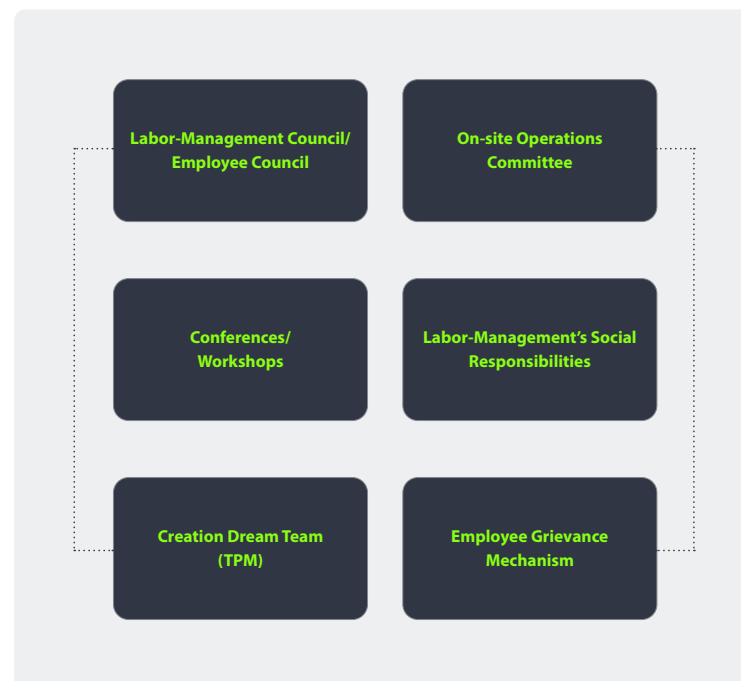 Labor-Management Council/
Employee Council
On-site Operations
Committee
Conferences/
Workshops
Labor-Management’s Social
Responsibilities
Creation Dream Team
(TPM)
Employee Grievance
Mechanism